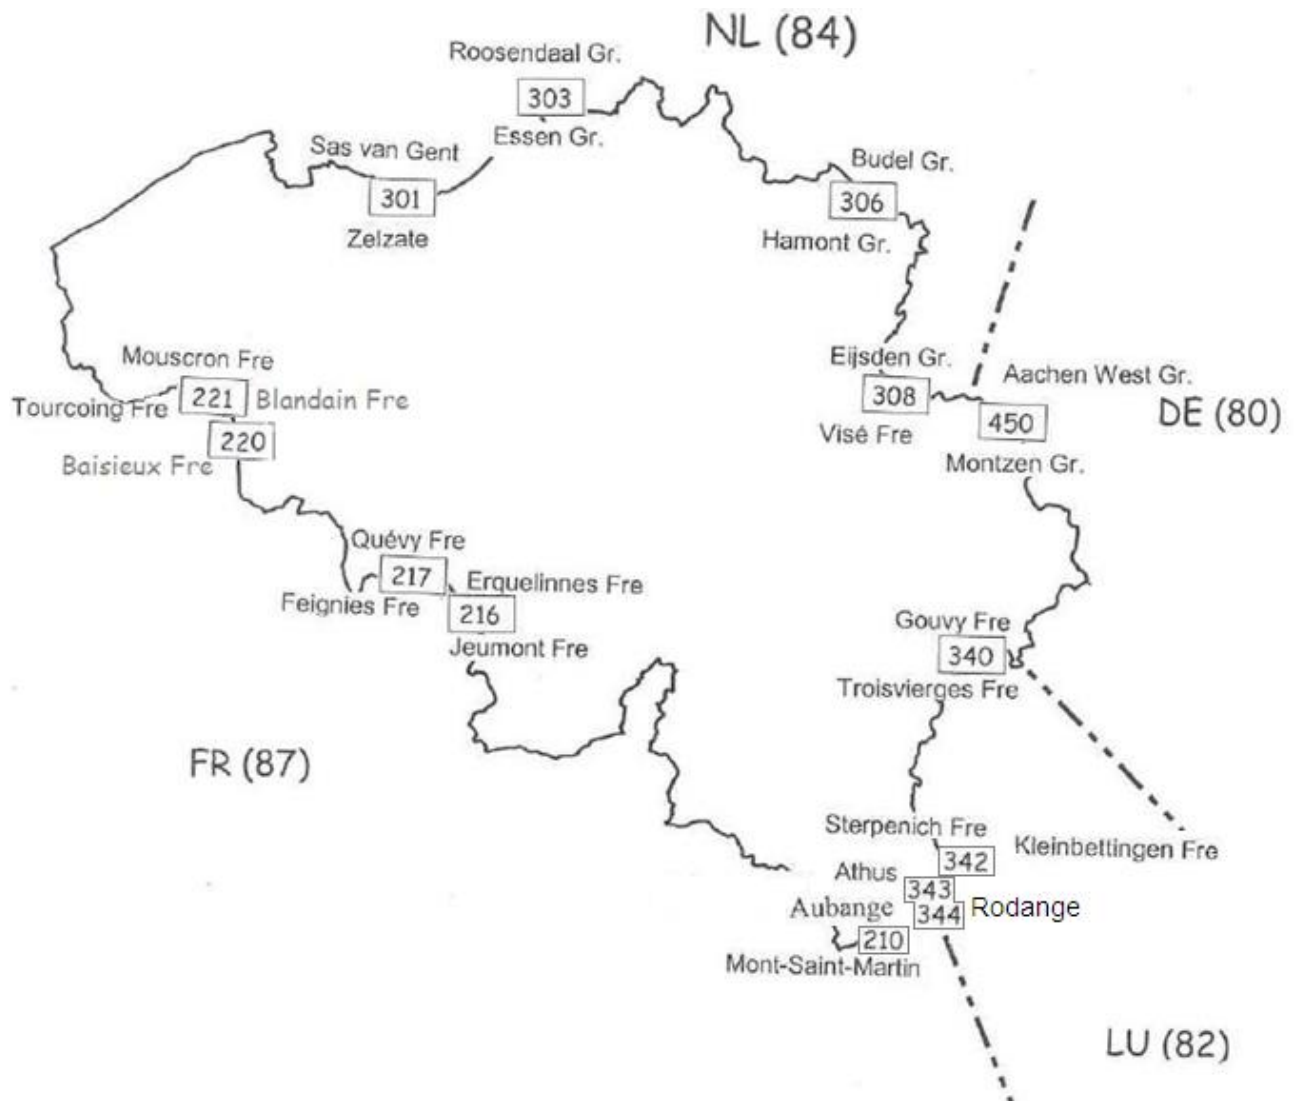 NL (84)
Roosendaal Gr.
303
Essen Gr.
Sas van Gent
301
Zelzate
Budel Gr.
306
Hamont Gr.
Eijsden Gr.
308
Visé Fre
Aachen West Gr.
450
Montzen Gr.
DE (80)
Mouscron Fre
221
Blandain Fre
Tourcoing Fre
220
Baisieux Fre
Quévy Fre
217
Feignies Fre
Erquelinnes Fre
216
Jeumont Fre
Gouvy Fre
340
Troisvierges Fre
FR (87)
Sterpenich Fre
342
Kleinbettingen Fre
Athus
343
Aubange
344
Rodange
210
Mont-Saint-Martin
LU (82)